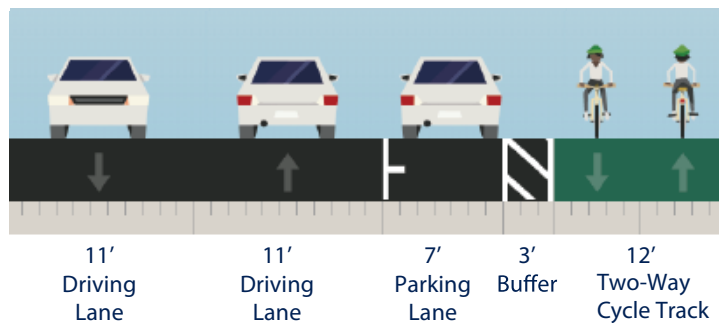 11’
Driving
Lane
11’
Driving
Lane
7’
Parking
Lane
3’
Buffer
12’
Two-Way
Cycle Track